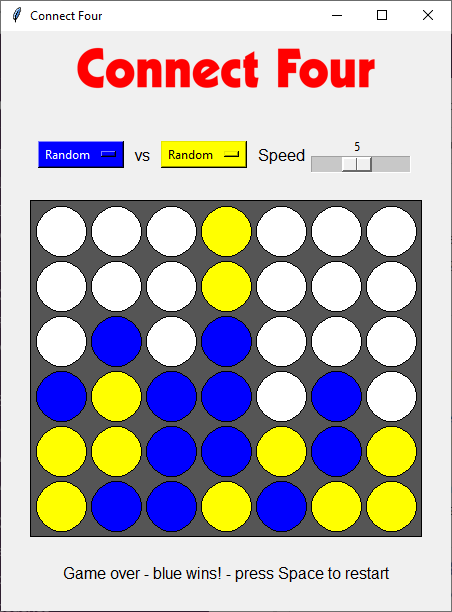 Connect Four
Connect Four
Random vs Random Speed 5
Game over - blue wins! - press Space to restart